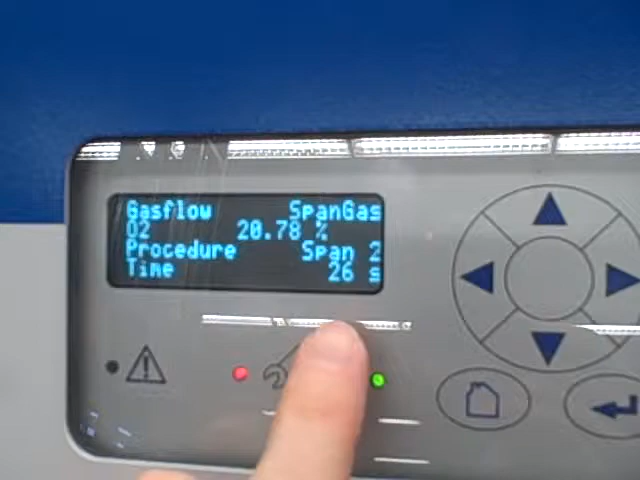 Gasflow SpanGas
O2 20.78 %
Procedure Span 2
Time 26 s